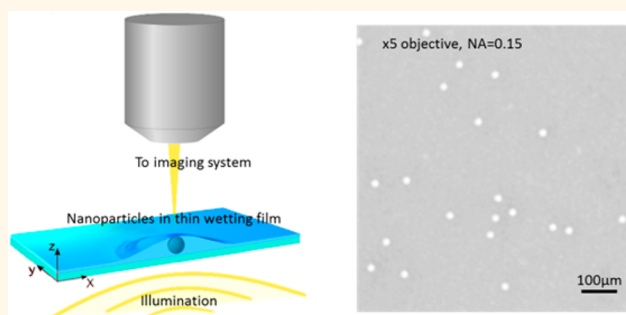 To imaging system
Nanoparticles in thin wetting film
z
y
x
Illumination
x5 objective, NA=0.15
100µm